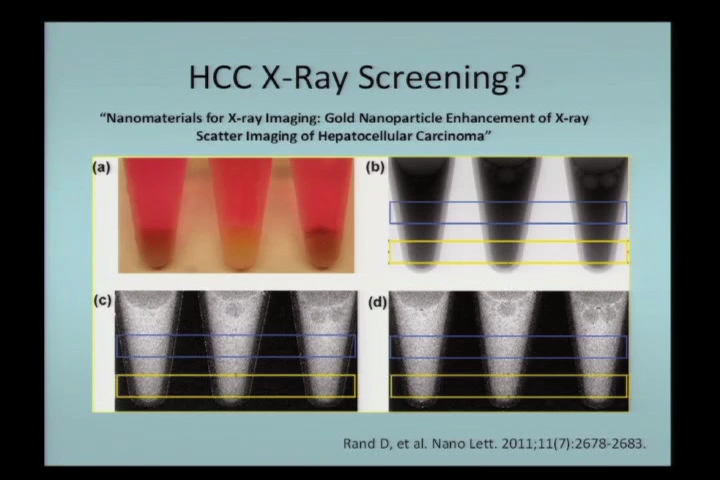 HCC X-Ray Screening?
“Nanomaterials for X-ray Imaging: Gold Nanoparticle Enhancement of X-ray
Scatter Imaging of Hepatocellular Carcinoma”
(a)
(b)
(c)
(d)
Rand D, et al. Nano Lett. 2011;11(7):2678-2683.